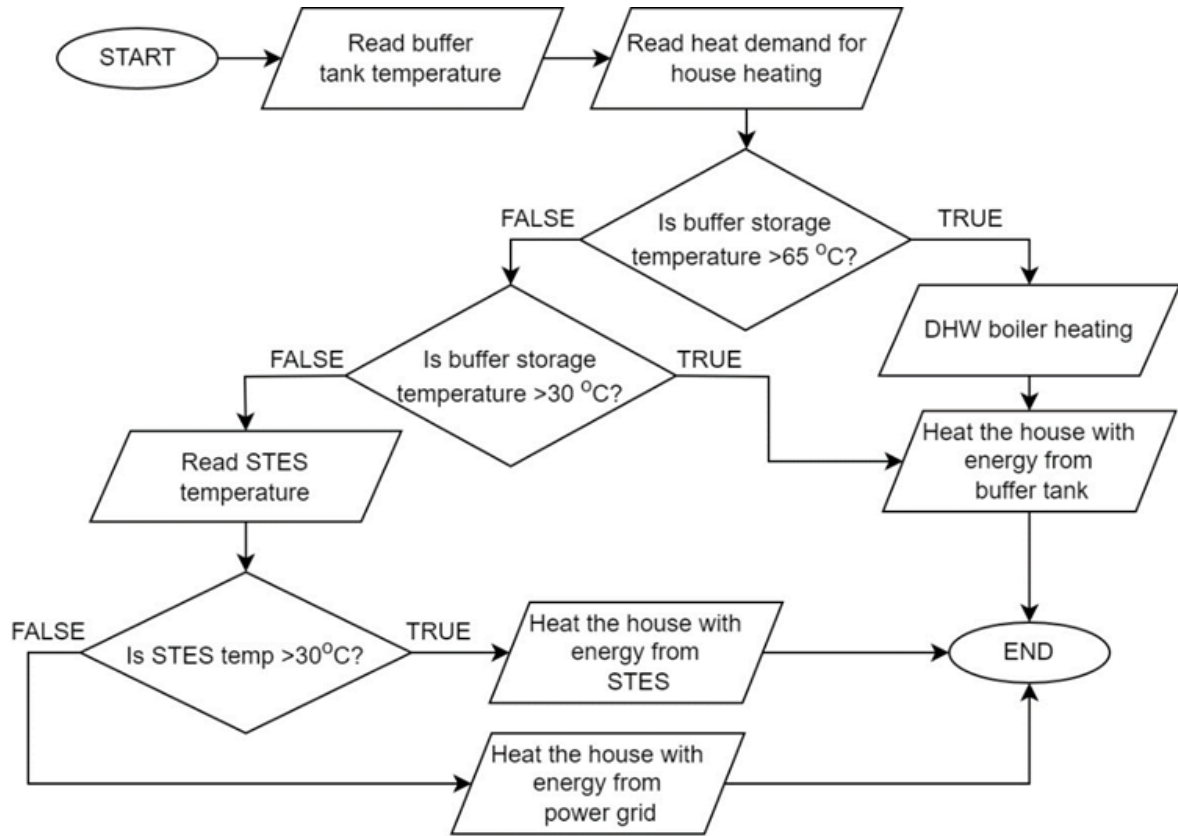 START
Read buffer
tank temperature
Read heat demand for
house heating
FALSE
Is buffer storage
temperature >65 °C?
TRUE
DHW boiler heating
FALSE
Is buffer storage
temperature >30 °C?
TRUE
Heat the house with
energy from
buffer tank
Read STES
temperature
FALSE
Is STES temp >30°C?
TRUE
Heat the house with
energy from
STES
END
Heat the house with
energy from
power grid